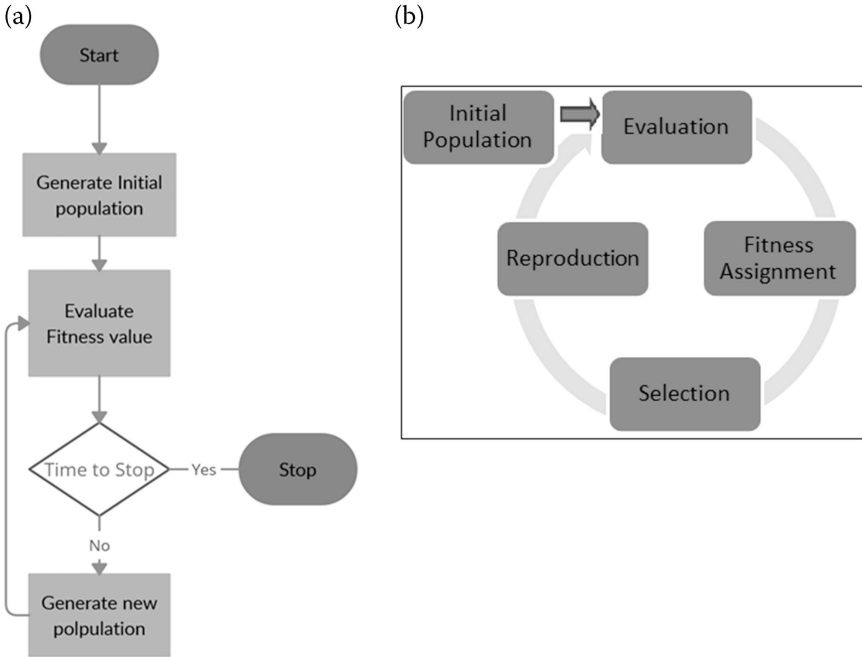 (a)
Start
Generate Initial
population
Evaluate
Fitness value
Time to Stop
Yes
Stop
No
Generate new
polpulation
(b)
Initial
Population
Evaluation
Reproduction
Fitness
Assignment
Selection